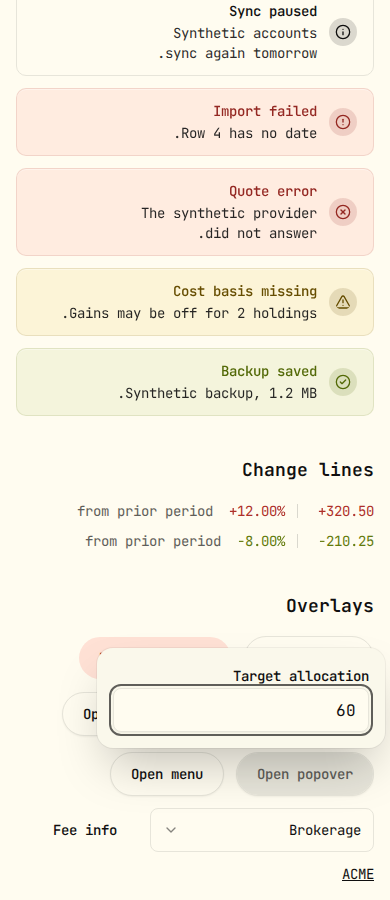 Sync paused
Synthetic accounts
.sync again tomorrow
Import failed
.Row 4 has no date
Quote error
The synthetic provider
.did not answer
Cost basis missing
.Gains may be off for 2 holdings
Backup saved
.Synthetic backup, 1.2 MB
Change lines
from prior period +12.00% +320.50
from prior period -8.00% -210.25
Overlays
Target allocation
60
Open menu Open popover
Fee info Brokerage
ACME